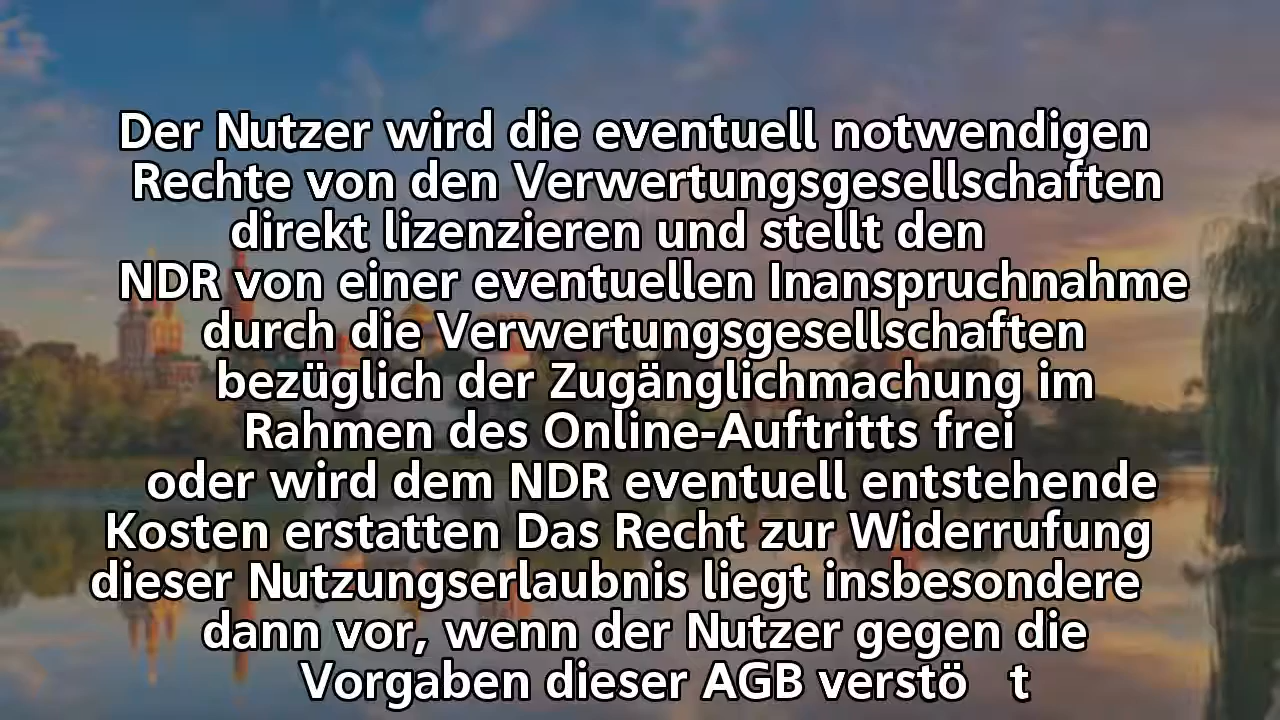 Der Nutzer wird die eventuell notwendigen
Rechte von den Verwertungsgesellschaften
direkt lizenzieren und stellt den
NDR von einer eventuellen Inanspruchnahme
durch die Verwertungsgesellschaften
bezüglich der Zugänglichmachung im
Rahmen des Online-Auftritts frei
oder wird dem NDR eventuell entstehende
Kosten erstatten Das Recht zur Widerrufung
dieser Nutzungserlaubnis liegt insbesondere
dann vor, wenn der Nutzer gegen die
Vorgaben dieser AGB verstö t